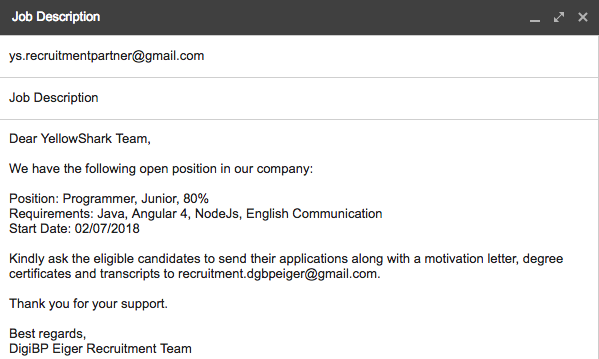 Job Description
ys.recruitmentpartner@gmail.com
Job Description
Dear YellowShark Team,
We have the following open position in our company:
Position: Programmer, Junior, 80%
Requirements: Java, Angular 4, NodeJs, English Communication
Start Date: 02/07/2018
Kindly ask the eligible candidates to send their applications along with a motivation letter, degree
certificates and transcripts to recruitment.dgbpeiger@gmail.com.
Thank you for your support.
Best regards,
DigiBP Eiger Recruitment Team